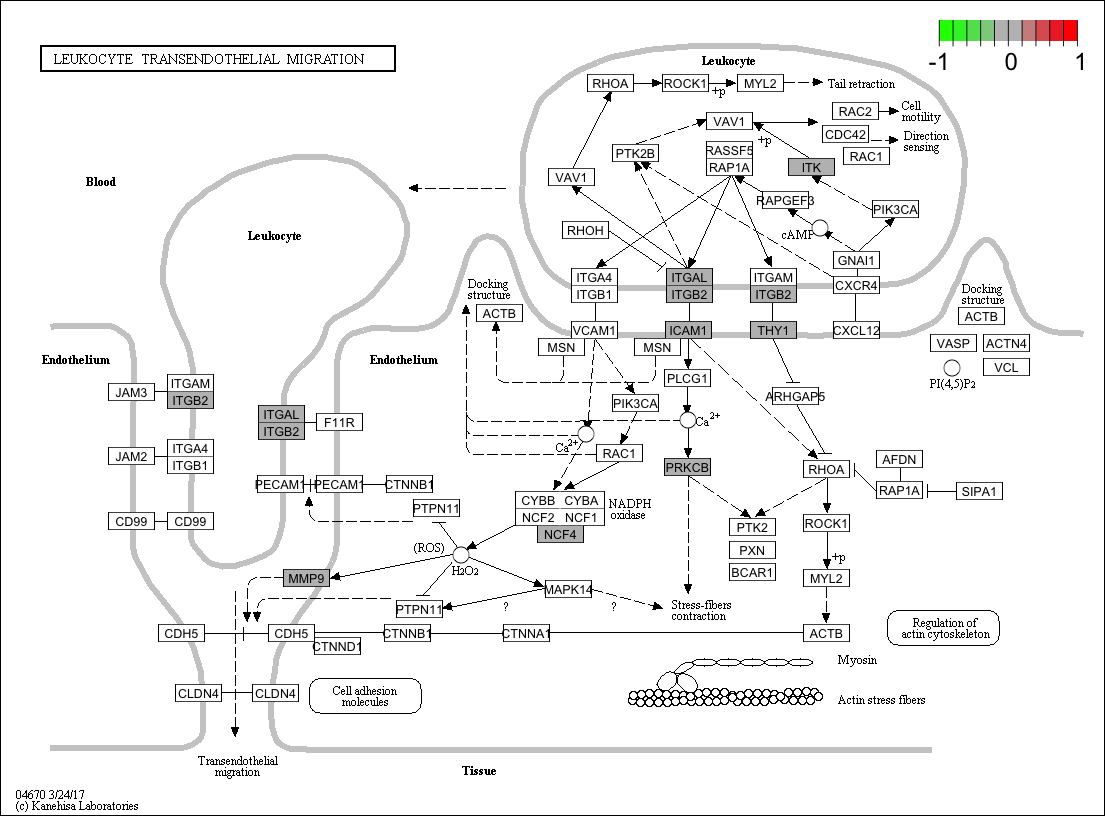 LEUKOCYTE TRANSENDOTHELIAL MIGRATION
-1 0 1
Leukocyte
RHOA ROCK1 +p MYL2 Tail retraction
VAV1 +p RAC2 Cell
motility
CDC42 Direction
sensing
RAC1
PTK2B RASSF5
RAP1A ITK
VAV1 RAPGEF3 PIK3CA
cAMP
RHOH GNAI1
ITGA4 ITGAL ITGAM CXCR4
ITGB1 ITGB2 ITGB2
VCAM1 ICAM1 THY1 CXCL12
Blood
Leukocyte
Docking
structure
ACTB
Docking
structure
ACTB
VASP ACTN4
PI(4,5)P2 VCL
Endothelium
Endothelium
MSN MSN
PLCG1
PIK3CA ARHGAP5
JAM3 ITGAM
ITGB2
ITGAL
ITGB2 F11R
Ca2+ Ca2+
JAM2 ITGA4
ITGB1
RAC1 PRKCB RHOA AFDN
RAP1A SIPA1
PECAM1 PECAM1 CTNNB1
CYBB CYBA NADPH
NCF2 NCF1 oxidase
NCF4
PTPN11
CD99 CD99
PTK2 ROCK1
PXN
BCAR1
+p
(ROS)
H2O2
MYL2
MMP9 MAPK14
PTPN11 ? ? Stress-fibers
contraction
CDH5 CDH5 CTNNB1 CTNNA1 ACTB
CTNND1
Regulation of
actin cytoskeleton
Myosin
Actin stress fibers
CLDN4 CLDN4 Cell adhesion
molecules
Transendothelial
migration
Tissue
04670 3/24/17
(c) Kanehisa Laboratories